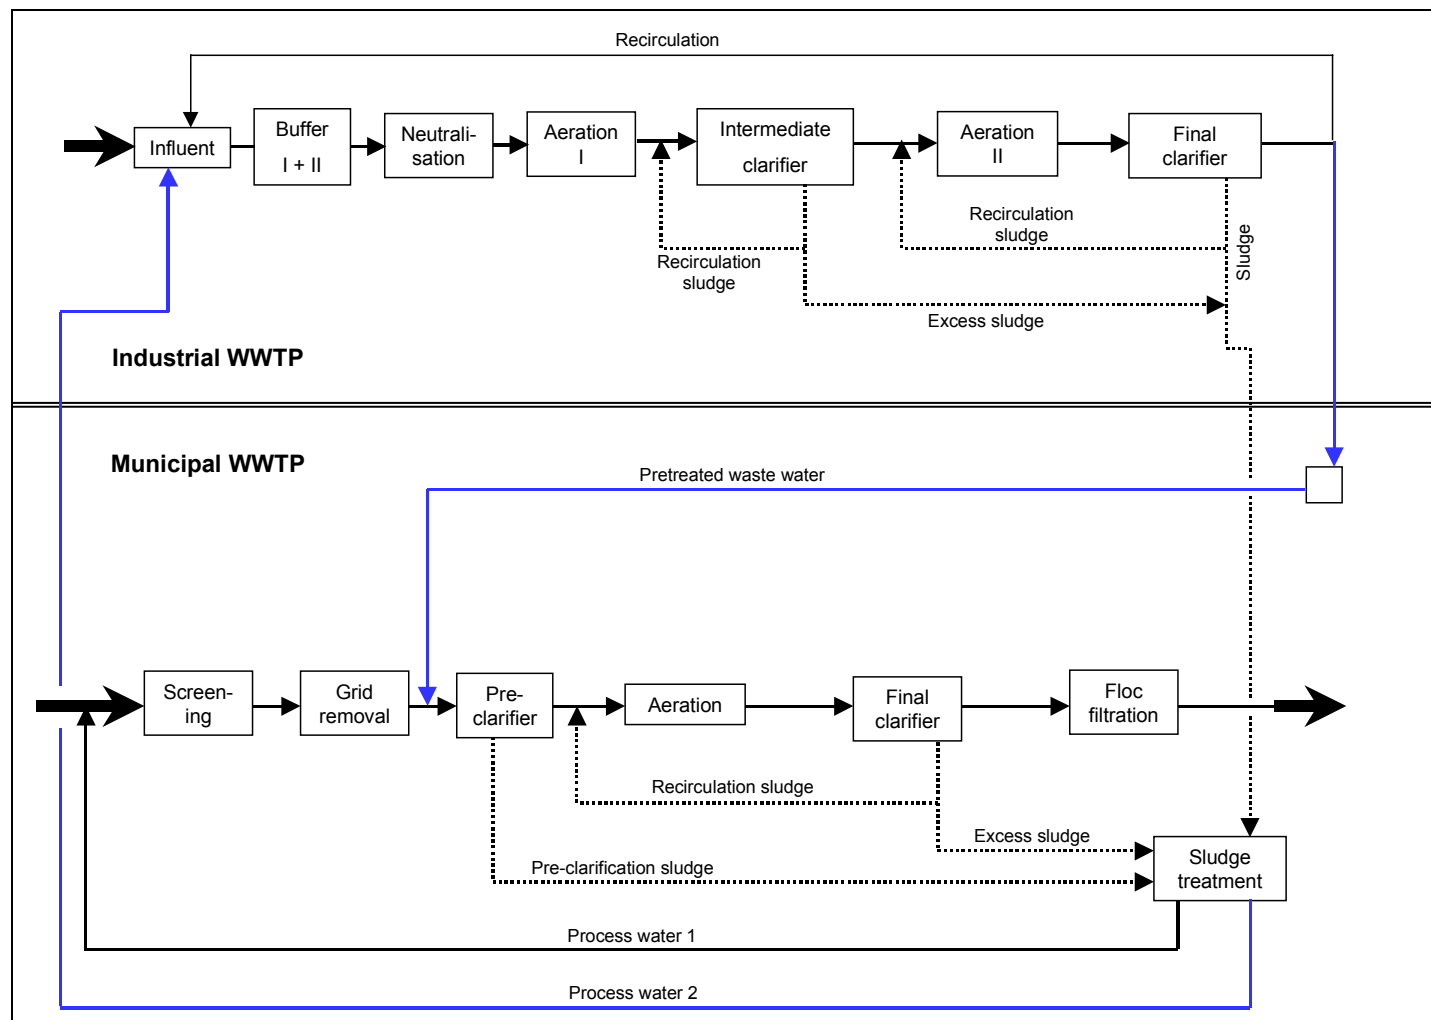 Recirculation
Influent
Buffer
I + II
Neutrali-
sation
Aeration
I
Intermediate
clarifier
Aeration
II
Final
clarifier
Recirculation
sludge
Recirculation
sludge
Sludge
Excess sludge
Industrial WWTP
Municipal WWTP
Pretreated waste water
Screen-
ing
Grid
removal
Pre-
clarifier
Aeration
Final
clarifier
Floc
filtration
Recirculation sludge
Excess sludge
Pre-clarification sludge
Sludge
treatment
Process water 1
Process water 2